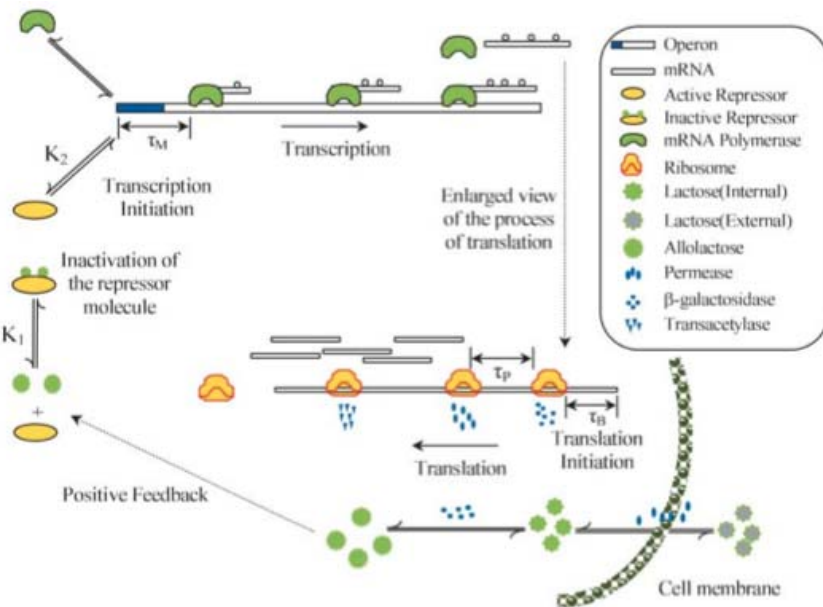 Operon
mRNA
Active Repressor
Inactive Repressor
mRNA Polymerase
Ribosome
Lactose(Internal)
Lactose(External)
Allolactose
Permease
β-galactosidase
Transacetylase
τM
Transcription
K2
Transcription
Initiation
Enlarged view
of the process
of translation
Inactivation of
the repressor
molecule
K1
+
τP
τB
Translation
Initiation
Translation
Positive Feedback
Cell membrane